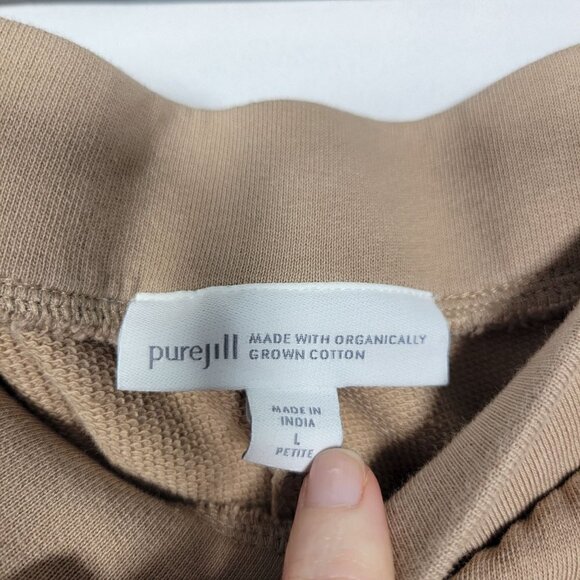 purejill
MADE WITH ORGANICALLY
GROWN COTTON
MADE IN
INDIA
L
PETITE